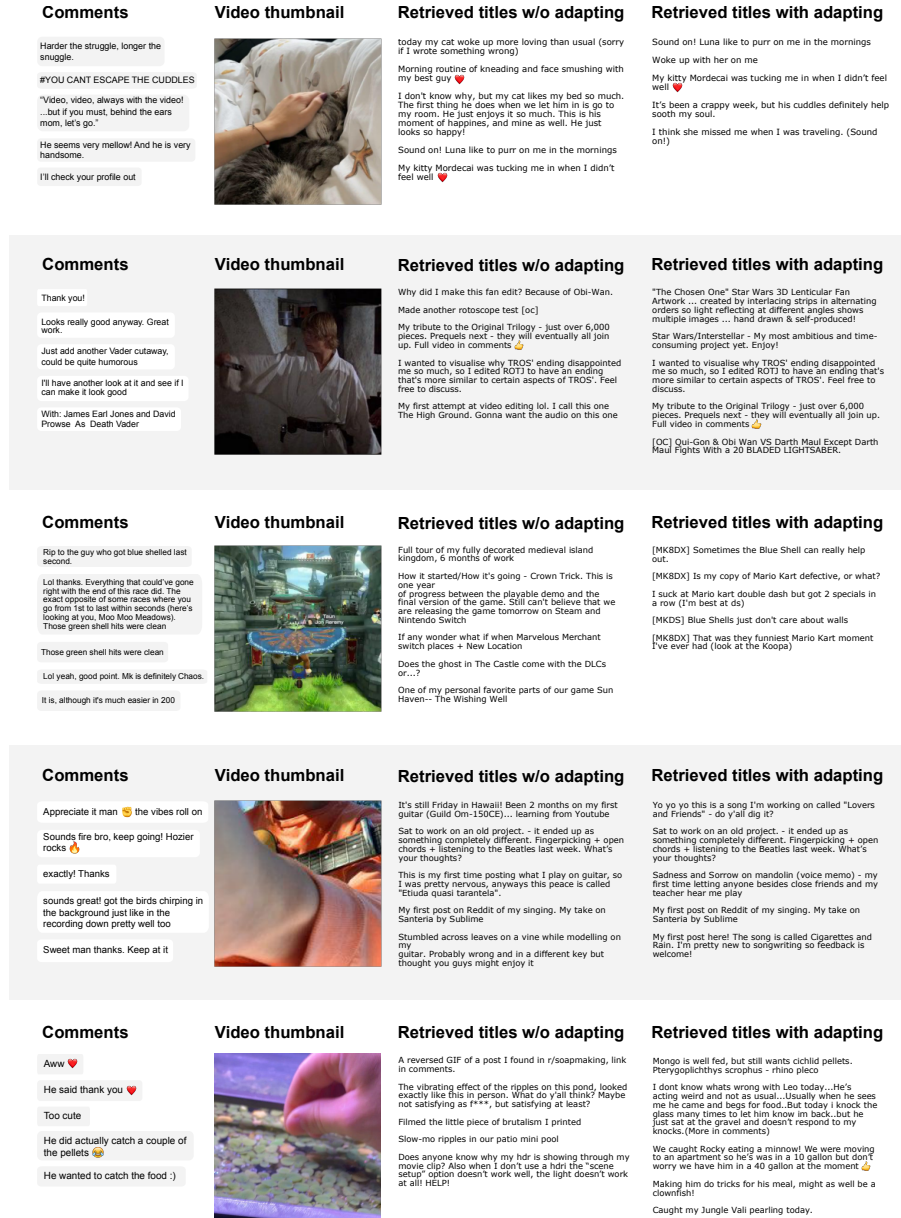 Comments
Video thumbnail
Retrieved titles w/o adapting
Retrieved titles with adapting
Harder the struggle, longer the
snuggle.
#YOU CANT ESCAPE THE CUDDLES
"Video, video, always with the video!
...but if you must, behind the ears
mom, let's go."
He seems very mellow! And he is very
handsome.
I'll check your profile out
today my cat woke up more loving than usual (sorry
if I wrote something wrong)
Morning routine of kneading and face smushing with
my best guy ❤️
I don't know why, but my cat likes my bed so much.
The first thing he does when we let him in is go to
my room. He just enjoys it so much. This is his
moment of happines, and mine as well. He just
looks so happy!
Sound on! Luna like to purr on me in the mornings
My kitty Mordecai was tucking me in when I didn't
feel well ❤️
Sound on! Luna like to purr on me in the mornings
Woke up with her on me
My kitty Mordecai was tucking me in when I didn't feel
well ❤️
It's been a crappy week, but his cuddles definitely help
sooth my soul.
I think she missed me when I was traveling. (Sound
on!)
Comments
Video thumbnail
Retrieved titles w/o adapting
Retrieved titles with adapting
Thank you!
Looks really good anyway. Great
work.
Just add another Vader cutaway,
could be quite humorous
I'll have another look at it and see if I
can make it look good
With: James Earl Jones and David
Prowse As Death Vader
Why did I make this fan edit? Because of Obi-Wan.
Made another rotoscope test [oc]
My tribute to the Original Trilogy - just over 6,000
pieces. Prequels next - they will eventually all join
up. Full video in comments 👍
I wanted to visualise why TROS' ending disappointed
me so much, so I edited ROTJ to have an ending
that's more similar to certain aspects of TROS'. Feel
free to discuss.
My first attempt at video editing lol. I call this one
The High Ground. Gonna want the audio on this one
"The Chosen One" Star Wars 3D Lenticular Fan
Artwork ... created by interlacing strips in alternating
orders so light reflecting at different angles shows
multiple images ... hand drawn & self-produced!
Star Wars/Interstellar - My most ambitious and time-
consuming project yet. Enjoy!
I wanted to visualise why TROS' ending disappointed
me so much, so I edited ROTJ to have an ending that's
more similar to certain aspects of TROS'. Feel free to
discuss.
My tribute to the Original Trilogy - just over 6,000
pieces. Prequels next - they will eventually all join up.
Full video in comments 👍
[OC] Qui-Gon & Obi Wan VS Darth Maul Except Darth
Maul Fights With a 20 BLADED LIGHTSABER.
Comments
Video thumbnail
Retrieved titles w/o adapting
Retrieved titles with adapting
Rip to the guy who got blue shelled last
second.
Lol thanks. Everything that could've gone
right with the end of this race did. The
exact opposite of some races where you
go from 1st to last within seconds (here's
looking at you, Moo Moo Meadows).
Those green shell hits were clean
Those green shell hits were clean
Lol yeah, good point. Mk is definitely Chaos.
It is, although it's much easier in 200
Full tour of my fully decorated medieval island
kingdom, 6 months of work
How it started/How it's going - Crown Trick. This is
one year
of progress between the playable demo and the
final version of the game. Still can't believe that we
are releasing the game tomorrow on Steam and
Nintendo Switch
If any wonder what if when Marvelous Merchant
switch places + New Location
Does the ghost in The Castle come with the DLCs
or...?
One of my personal favorite parts of our game Sun
Haven-- The Wishing Well
[MK8DX] Sometimes the Blue Shell can really help
out.
[MK8DX] Is my copy of Mario Kart defective, or what?
I suck at Mario kart double dash but got 2 specials in
a row (I'm best at ds)
[MKDS] Blue Shells just don't care about walls
[MK8DX] That was they funniest Mario Kart moment
I've ever had (look at the Koopa)
Comments
Video thumbnail
Retrieved titles w/o adapting
Retrieved titles with adapting
Appreciate it man ✊ the vibes roll on
Sounds fire bro, keep going! Hozier
rocks 🔥
exactly! Thanks
sounds great! got the birds chirping in
the background just like in the
recording down pretty well too
Sweet man thanks. Keep at it
It's still Friday in Hawaii! Been 2 months on my first
guitar (Guild Om-150CE)... learning from Youtube
Sat to work on an old project. - it ended up as
something completely different. Fingerpicking + open
chords + listening to the Beatles last week. What's
your thoughts?
This is my first time posting what I play on guitar, so
I was pretty nervous, anyways this peace is called
"Etiuda quasi tarantela".
My first post on Reddit of my singing. My take on
Santeria by Sublime
Stumbled across leaves on a vine while modelling on
my
guitar. Probably wrong and in a different key but
thought you guys might enjoy it
Yo yo yo this is a song I'm working on called "Lovers
and Friends" - do y'all dig it?
Sat to work on an old project. - it ended up as
something completely different. Fingerpicking + open
chords + listening to the Beatles last week. What's
your thoughts?
Sadness and Sorrow on mandolin (voice memo) - my
first time letting anyone besides close friends and my
teacher hear me play
My first post on Reddit of my singing. My take on
Santeria by Sublime
My first post here! The song is called Cigarettes and
Rain. I'm pretty new to songwriting so feedback is
welcome!
Comments
Video thumbnail
Retrieved titles w/o adapting
Retrieved titles with adapting
Aww ❤️
He said thank you ❤️
Too cute
He did actually catch a couple of
the pellets 😂
He wanted to catch the food :)
A reversed GIF of a post I found in r/soapmaking, link
in comments.
The vibrating effect of the ripples on this pond, looked
exactly like this in person. What do y'all think? Maybe
not satisfying as f***, but satisfying at least?
Filmed the little piece of brutalism I printed
Slow-mo ripples in our patio mini pool
Does anyone know why my hdr is showing through my
movie clip? Also when I don't use a hdri the "scene
setup" option doesn't work well, the light doesn't work
at all! HELP!
Mongo is well fed, but still wants cichlid pellets.
Pterygoplichthys scrophus - rhino pleco
I dont know whats wrong with Leo today...He's
acting weird and not as usual...Usually when he sees
me he came and begs for food..But today i knock the
glass many times to let him know im back..but he
just sat at the gravel and doesn't respond to my
knocks.(More in comments)
We caught Rocky eating a minnow! We were moving
to an apartment so he's was in a 10 gallon but don't
worry we have him in a 40 gallon at the moment 👍
Making him do tricks for his meal, might as well be a
clownfish!
Caught my Jungle Vali pearling today.